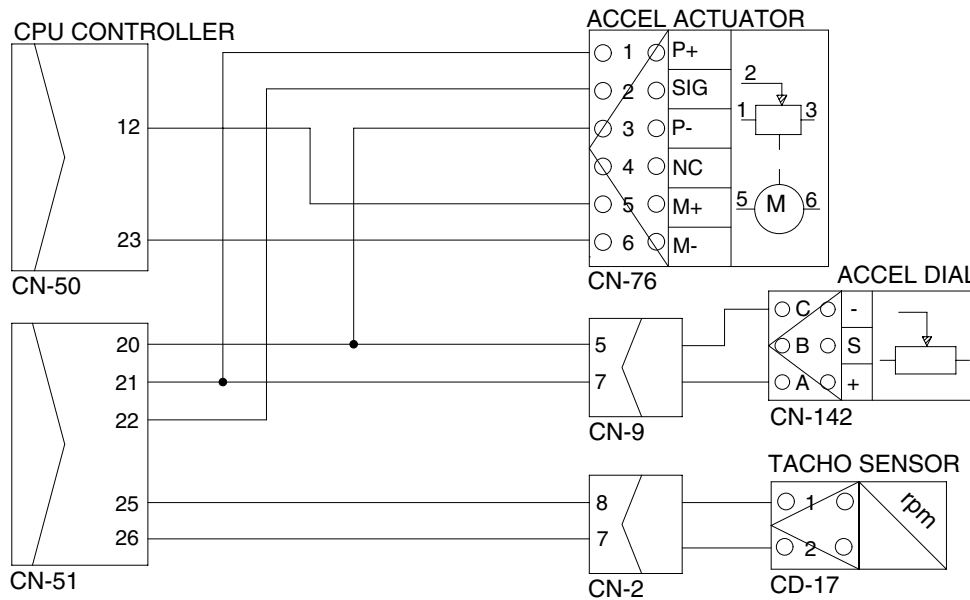 CPU CONTROLLER
12
23
CN-50
20
21
22
25
26
CN-51
ACCEL ACTUATOR
1 P+
2 SIG
3 P-
4 NC
5 M+
6 M-
2
1 3
5 M 6
CN-76
5
7
CN-9
ACCEL DIAL
C -
B S
A +
CN-142
8
7
CN-2
TACHO SENSOR
1
2
rpm
CD-17